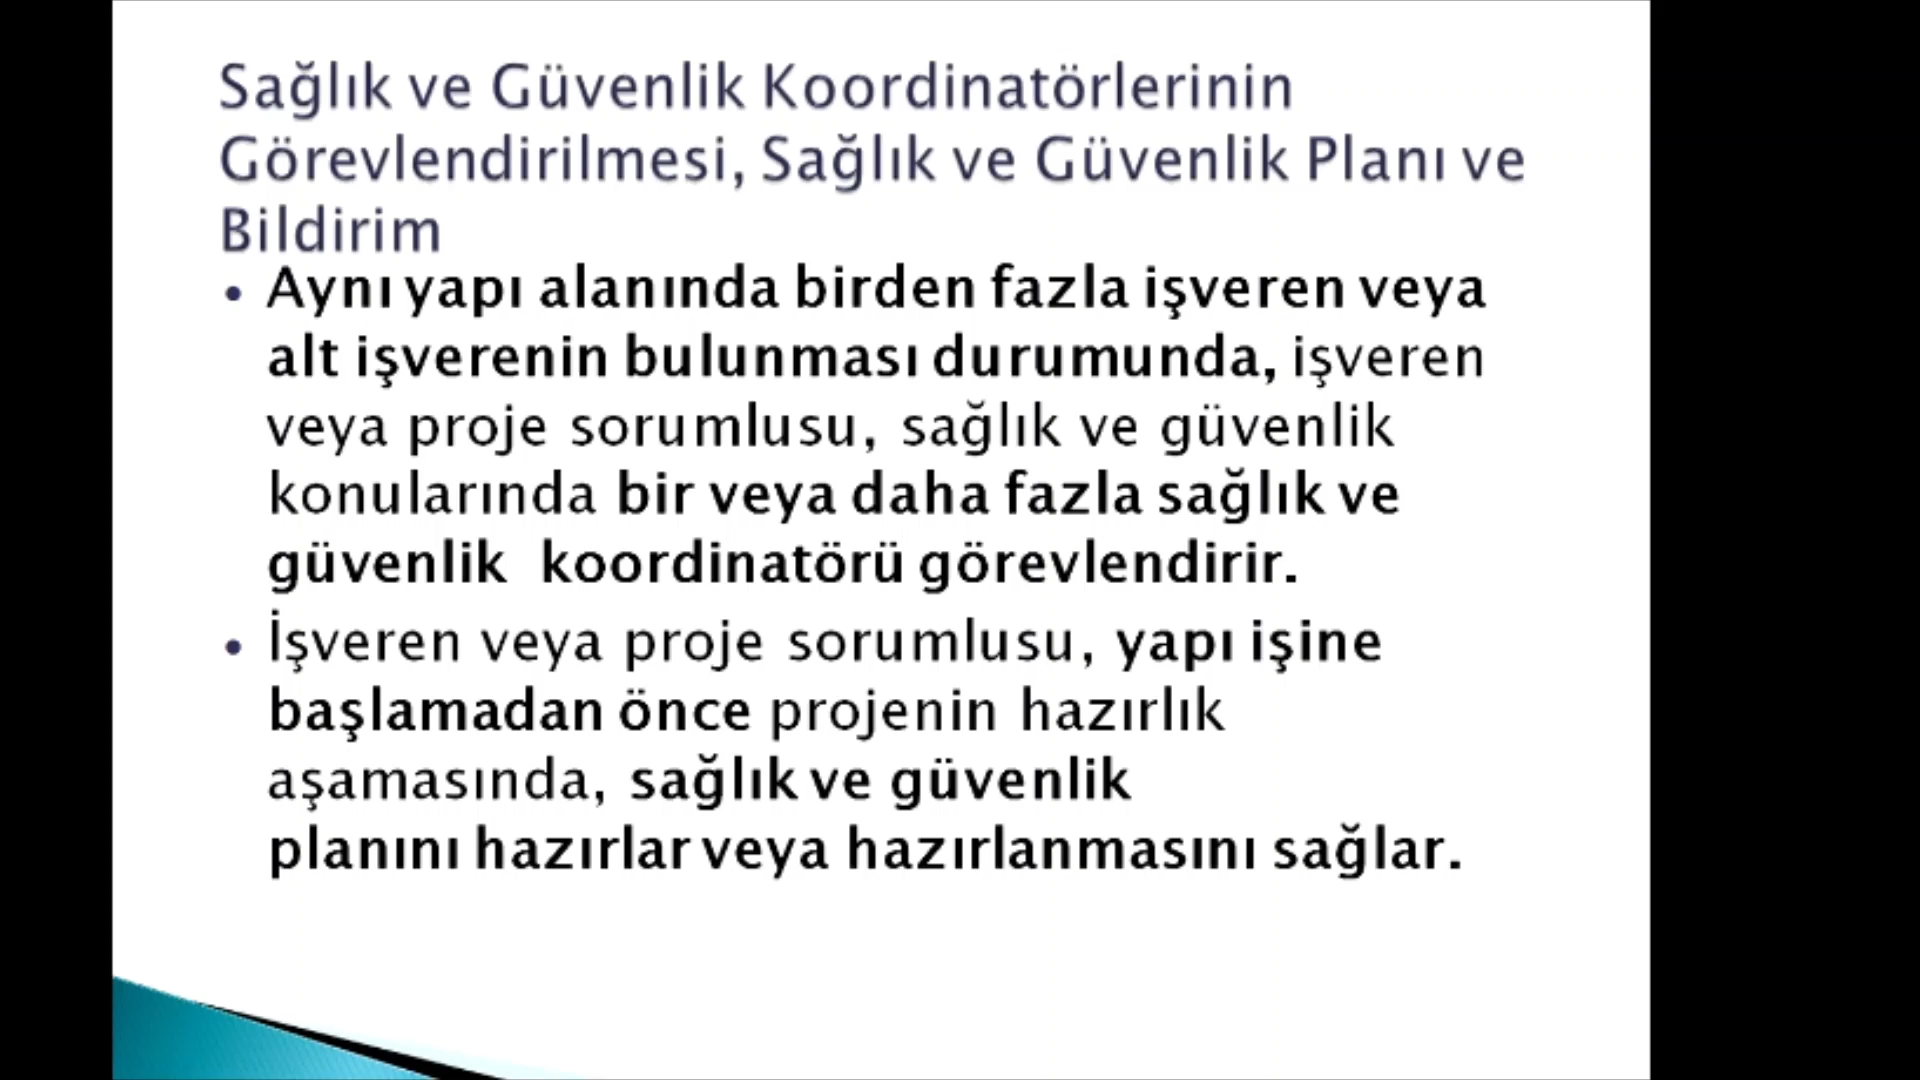 Sağlık ve Güvenlik Koordinatörlerinin
Görevlendirilmesi, Sağlık ve Güvenlik Planı ve
Bildirim
• Aynı yapı alanında birden fazla işveren veya
alt işverenin bulunması durumunda, işveren
veya proje sorumlusu, sağlık ve güvenlik
konularında bir veya daha fazla sağlık ve
güvenlik koordinatörü görevlendirir.
• İşveren veya proje sorumlusu, yapı işine
başlamadan önce projenin hazırlık
aşamasında, sağlık ve güvenlik
planını hazırlar veya hazırlanmasını sağlar.